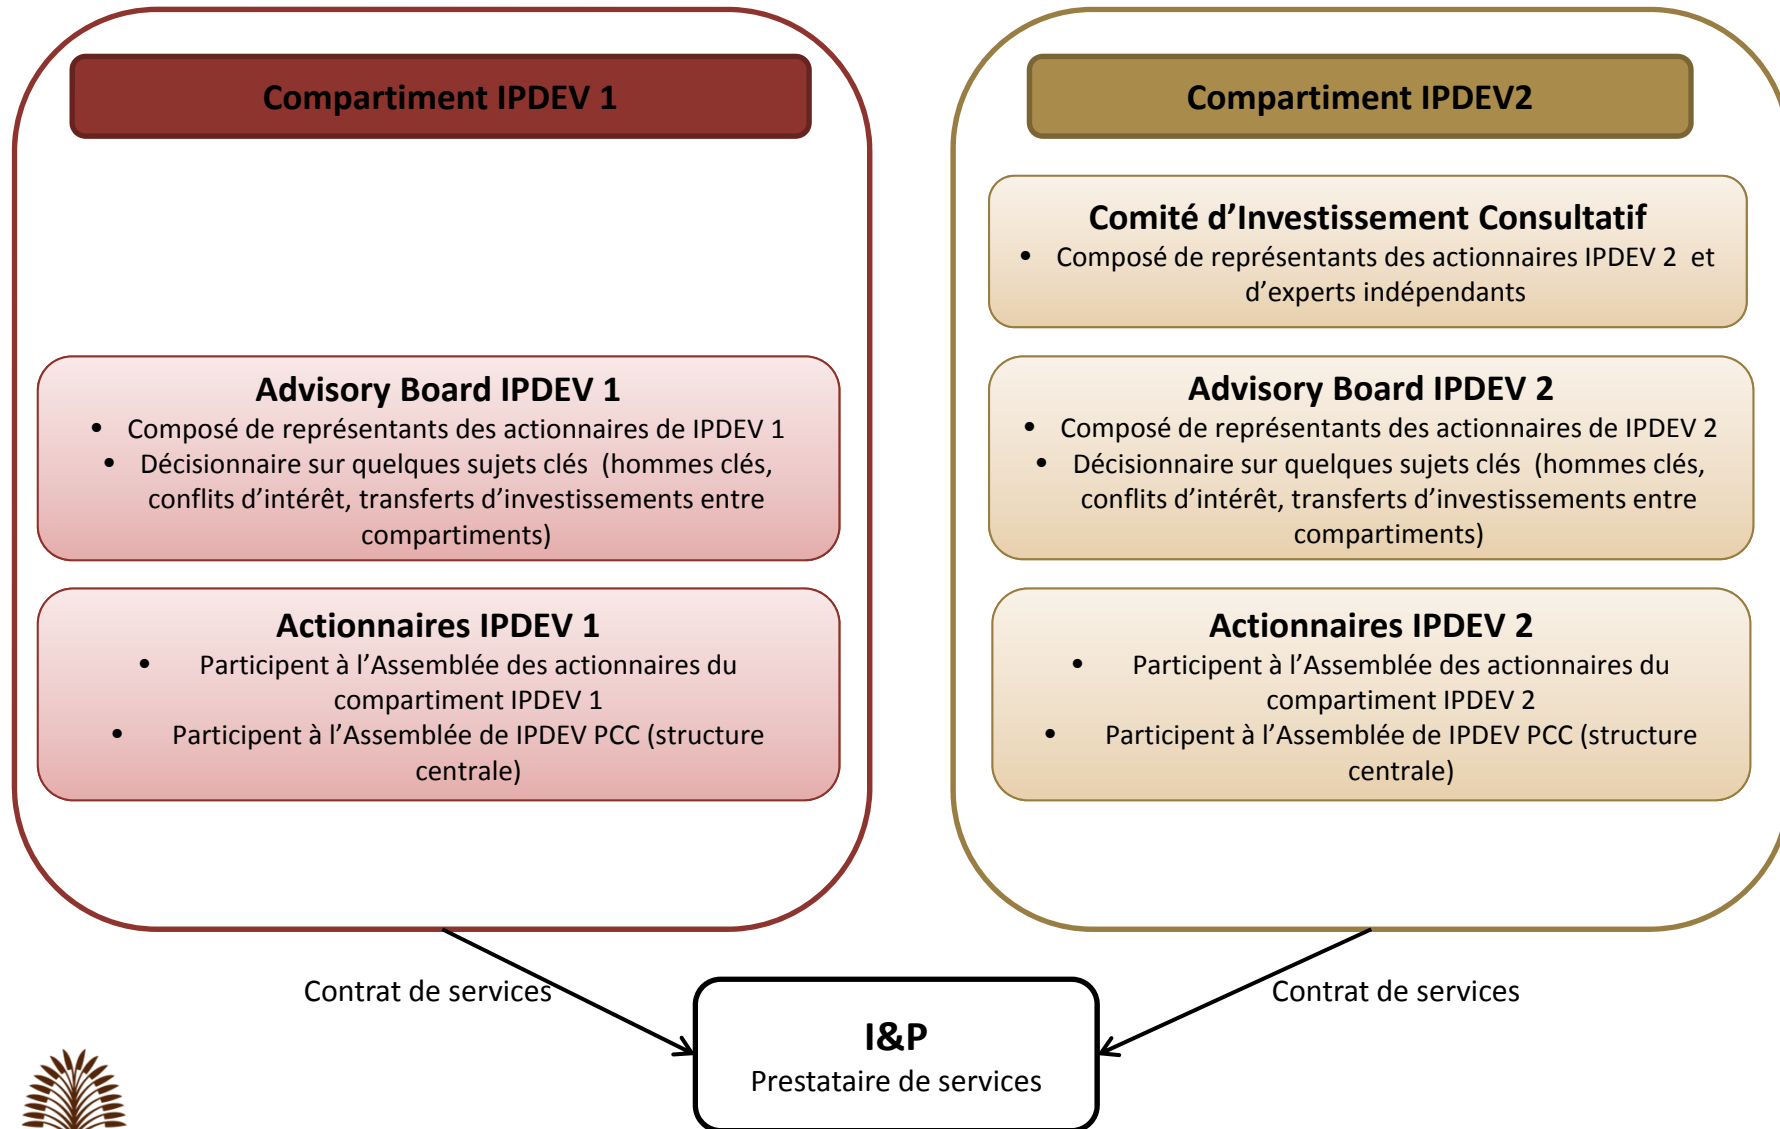 Compartiment IPDEV 1
Advisory Board IPDEV 1
• Composé de représentants des actionnaires de IPDEV 1
• Décisionnaire sur quelques sujets clés (hommes clés,
conflits d’intérêt, transferts d’investissements entre
compartiments)
Actionnaires IPDEV 1
• Participent à l’Assemblée des actionnaires du
compartiment IPDEV 1
• Participent à l’Assemblée de IPDEV PCC (structure
centrale)
Compartiment IPDEV2
Comité d’Investissement Consultatif
• Composé de représentants des actionnaires IPDEV 2 et
d’experts indépendants
Advisory Board IPDEV 2
• Composé de représentants des actionnaires de IPDEV 2
• Décisionnaire sur quelques sujets clés (hommes clés,
conflits d’intérêt, transferts d’investissements entre
compartiments)
Actionnaires IPDEV 2
• Participent à l’Assemblée des actionnaires du
compartiment IPDEV 2
• Participent à l’Assemblée de IPDEV PCC (structure
centrale)
Contrat de services
Contrat de services
I&P
Prestataire de services